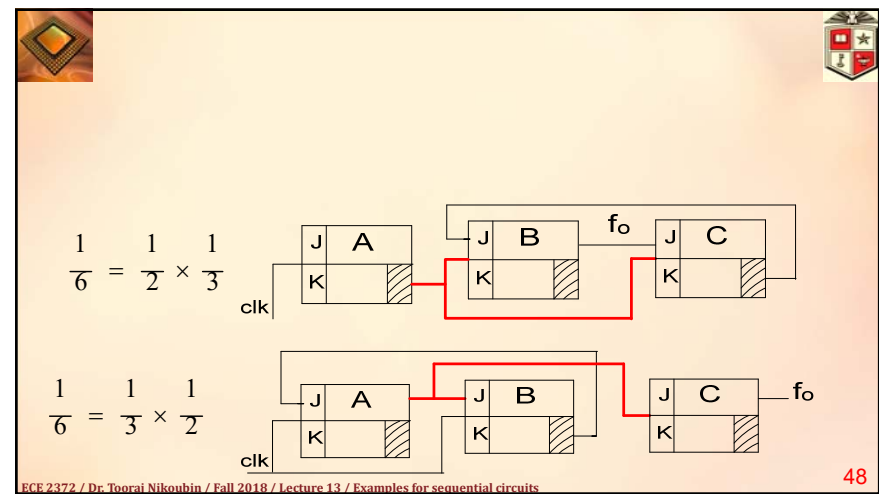 1/6 = 1/2 × 1/3
J A
K
clk
J B
K
fo
J C
K
1/6 = 1/3 × 1/2
J A
K
clk
J B
K
J C
K
fo
ECE 2372 / Dr. Tooraj Nikoubin / Fall 2018 / Lecture 13 / Examples for sequential circuits
48